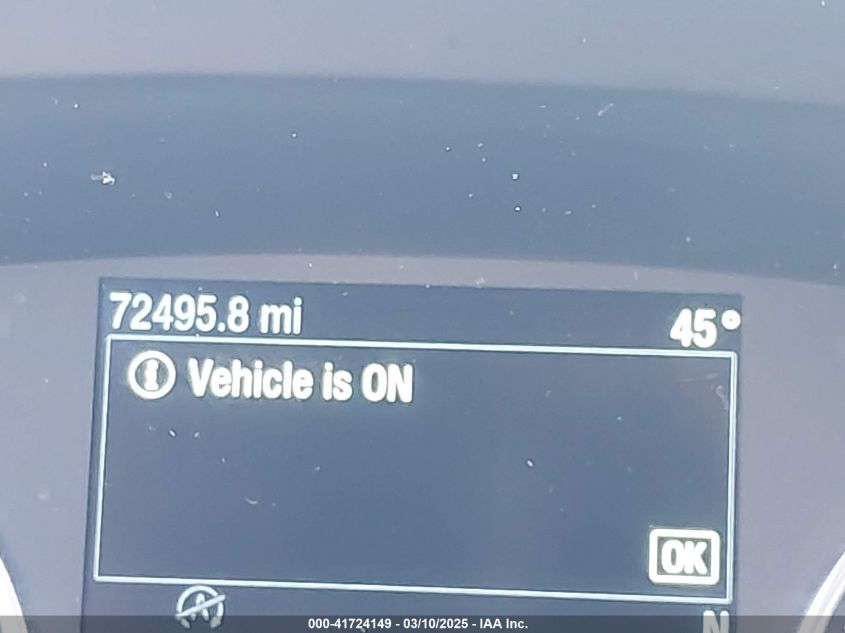 72495.8 mi 45°
Vehicle is ON
OK
N
000-41724149 - 03/10/2025 - IAA Inc.